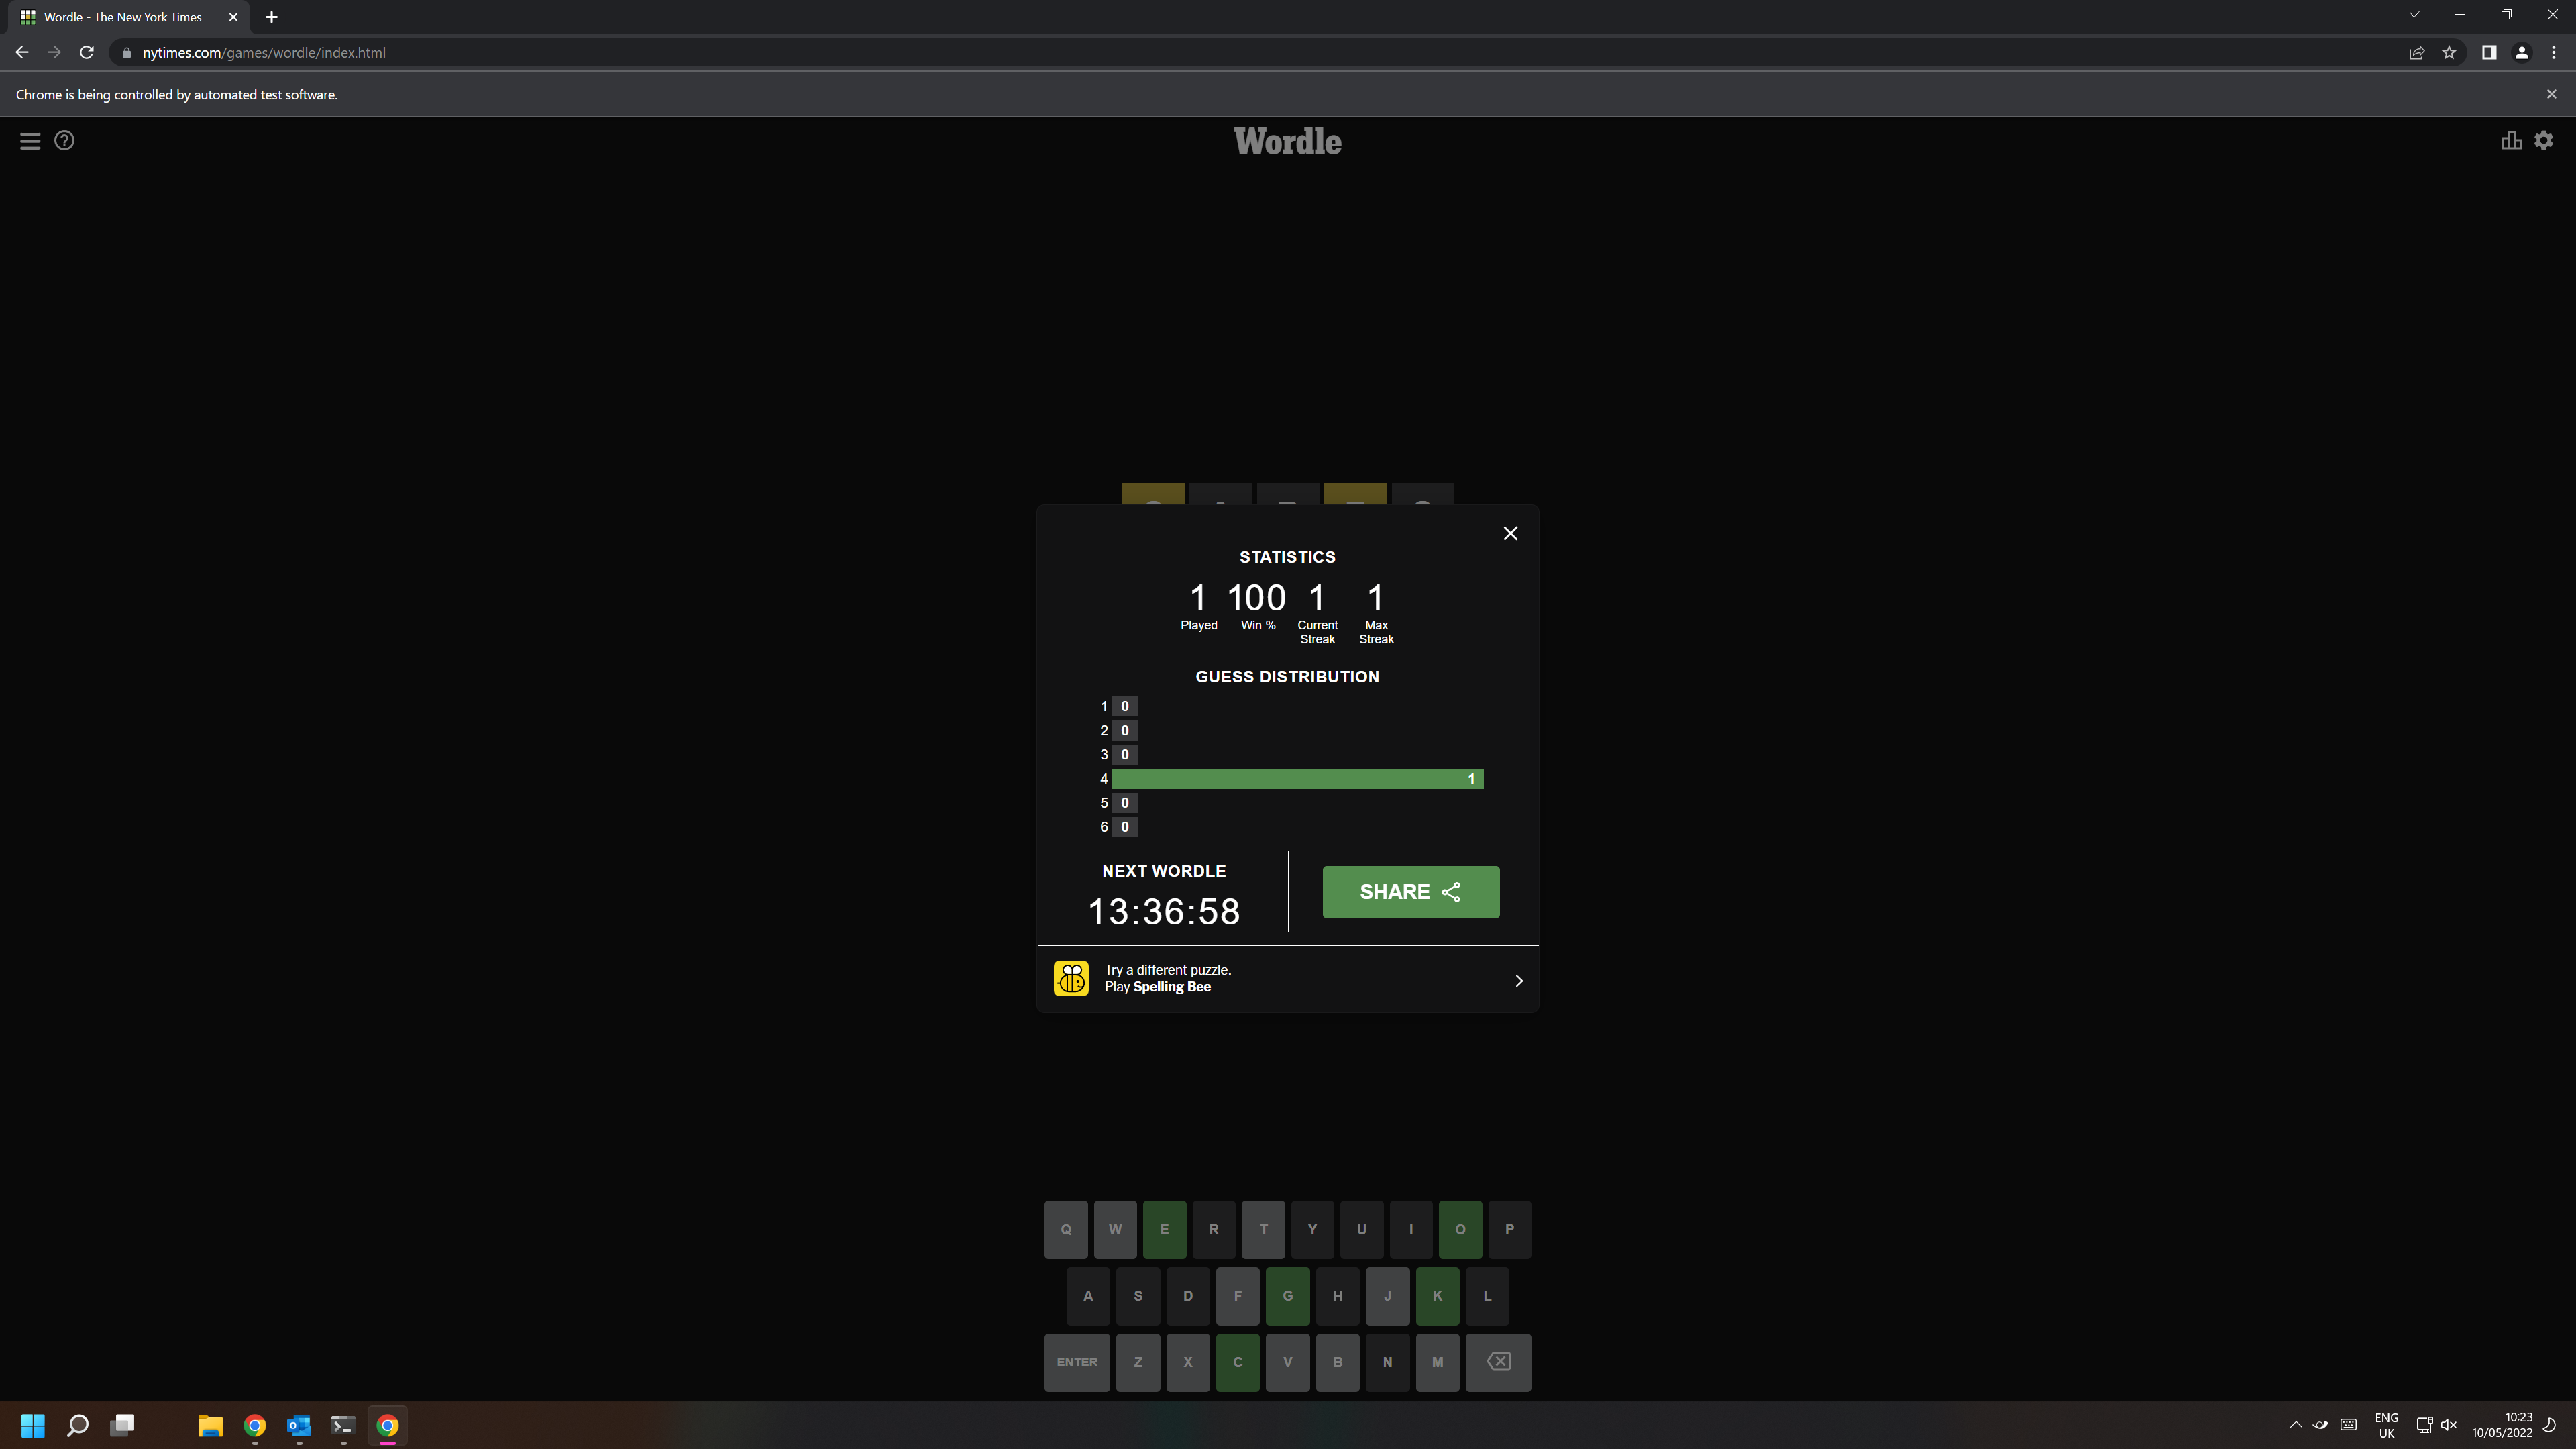 Wordle - The New York Times
nytimes.com/games/wordle/index.html
Chrome is being controlled by automated test software.
Wordle
STATISTICS
1 100 1 1
Played Win % Current Streak Max Streak
GUESS DISTRIBUTION
1 0
2 0
3 0
4 1
5 0
6 0
NEXT WORDLE
13:36:58
SHARE
Try a different puzzle.
Play Spelling Bee
Q W E R T Y U I O P
A S D F G H J K L
ENTER Z X C V B N M
ENG
UK
10:23
10/05/2022